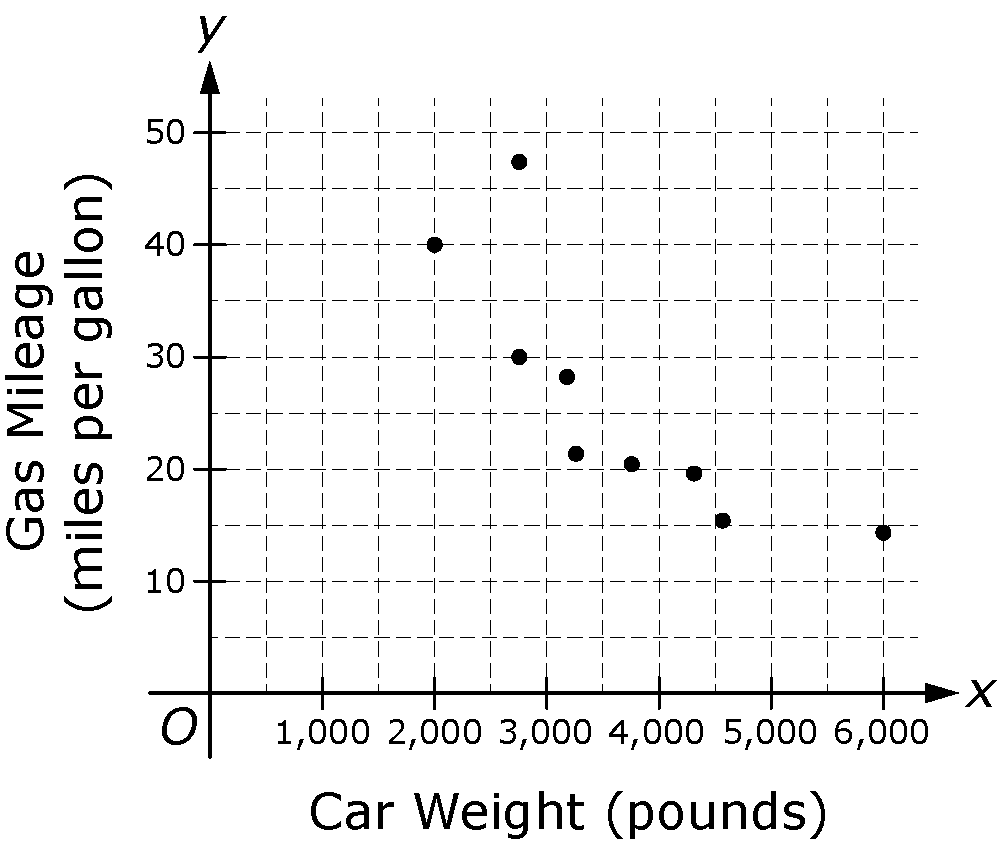 y
50
40
30
20
10
Gas Mileage
(miles per gallon)
O
1,000 2,000 3,000 4,000 5,000 6,000
x
Car Weight (pounds)